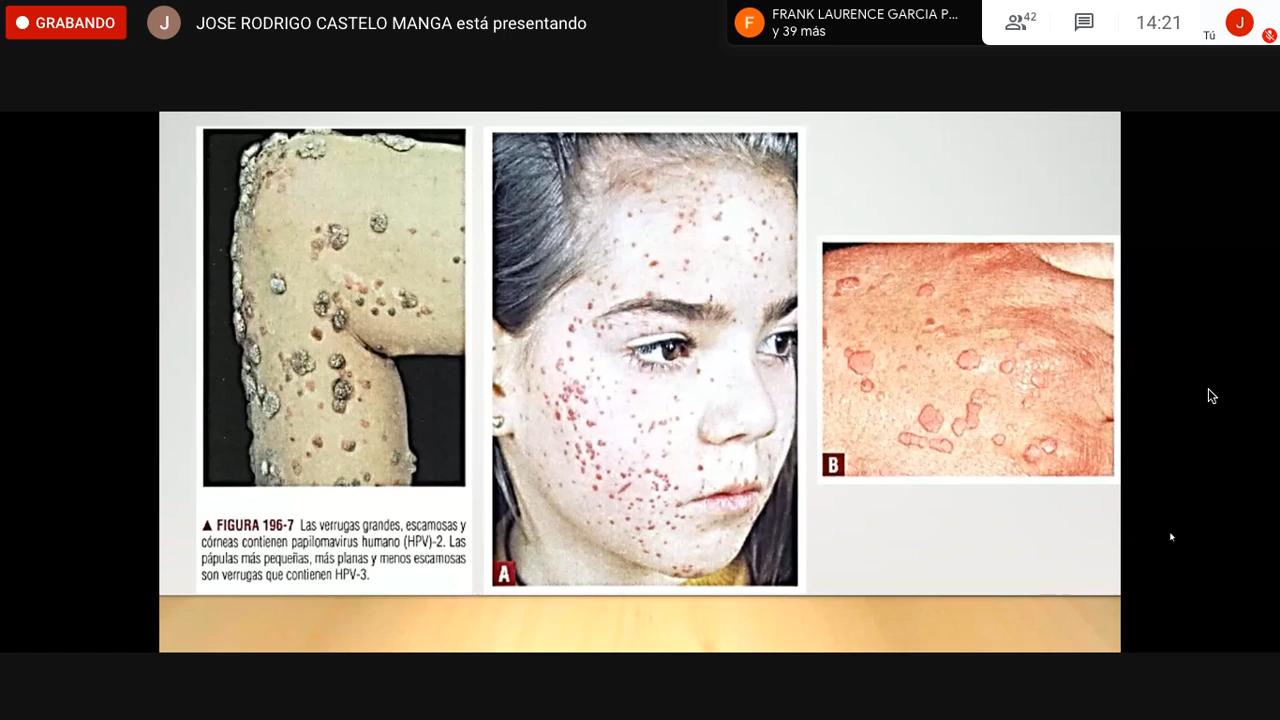 GRABANDO
J
JOSE RODRIGO CASTELO MANGA está presentando
F
FRANK LAURENCE GARCIA P...
y 39 más
42
14:21
Tú
J
▲ FIGURA 196-7 Las verrugas grandes, escamosas y
córneas contienen papilomavirus humano (HPV)-2. Las
pápulas más pequeñas, más planas y menos escamosas
son verrugas que contienen HPV-3.
A
B